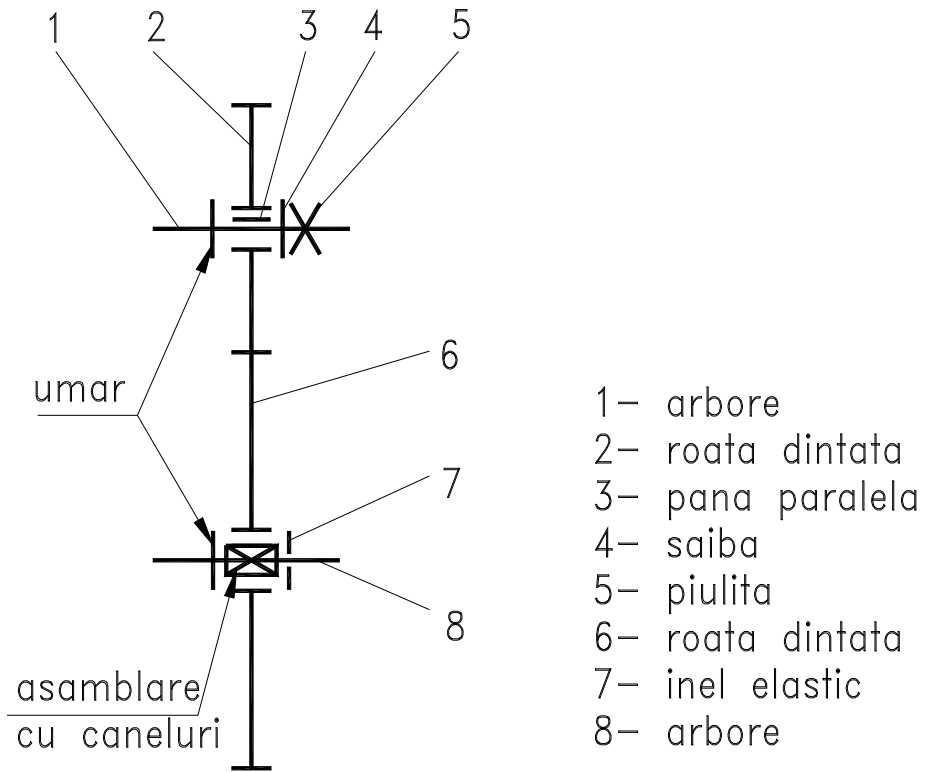 1 2 3 4 5
6
umar
7
8
asamblare
cu caneluri
1- arbore
2- roata dintata
3- pana paralela
4- saiba
5- piulita
6- roata dintata
7- inel elastic
8- arbore